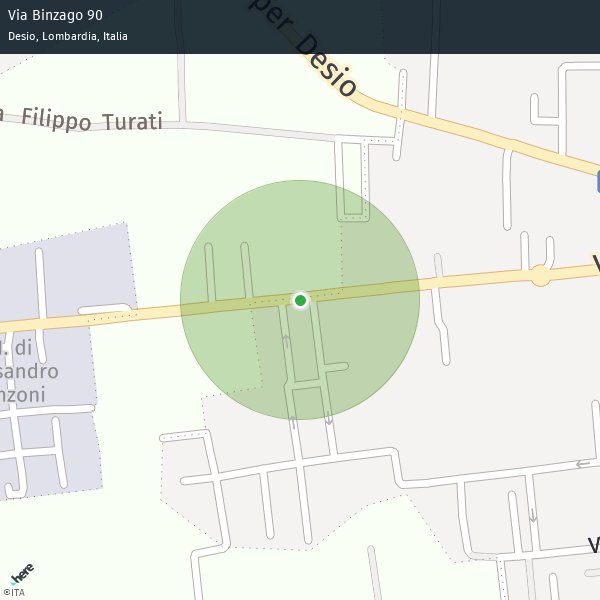 Via Binzago 90
Desio, Lombardia, Italia
per Desio
a Filippo Turati
V
I. di
sandro
nzoni
V
here
©ITA